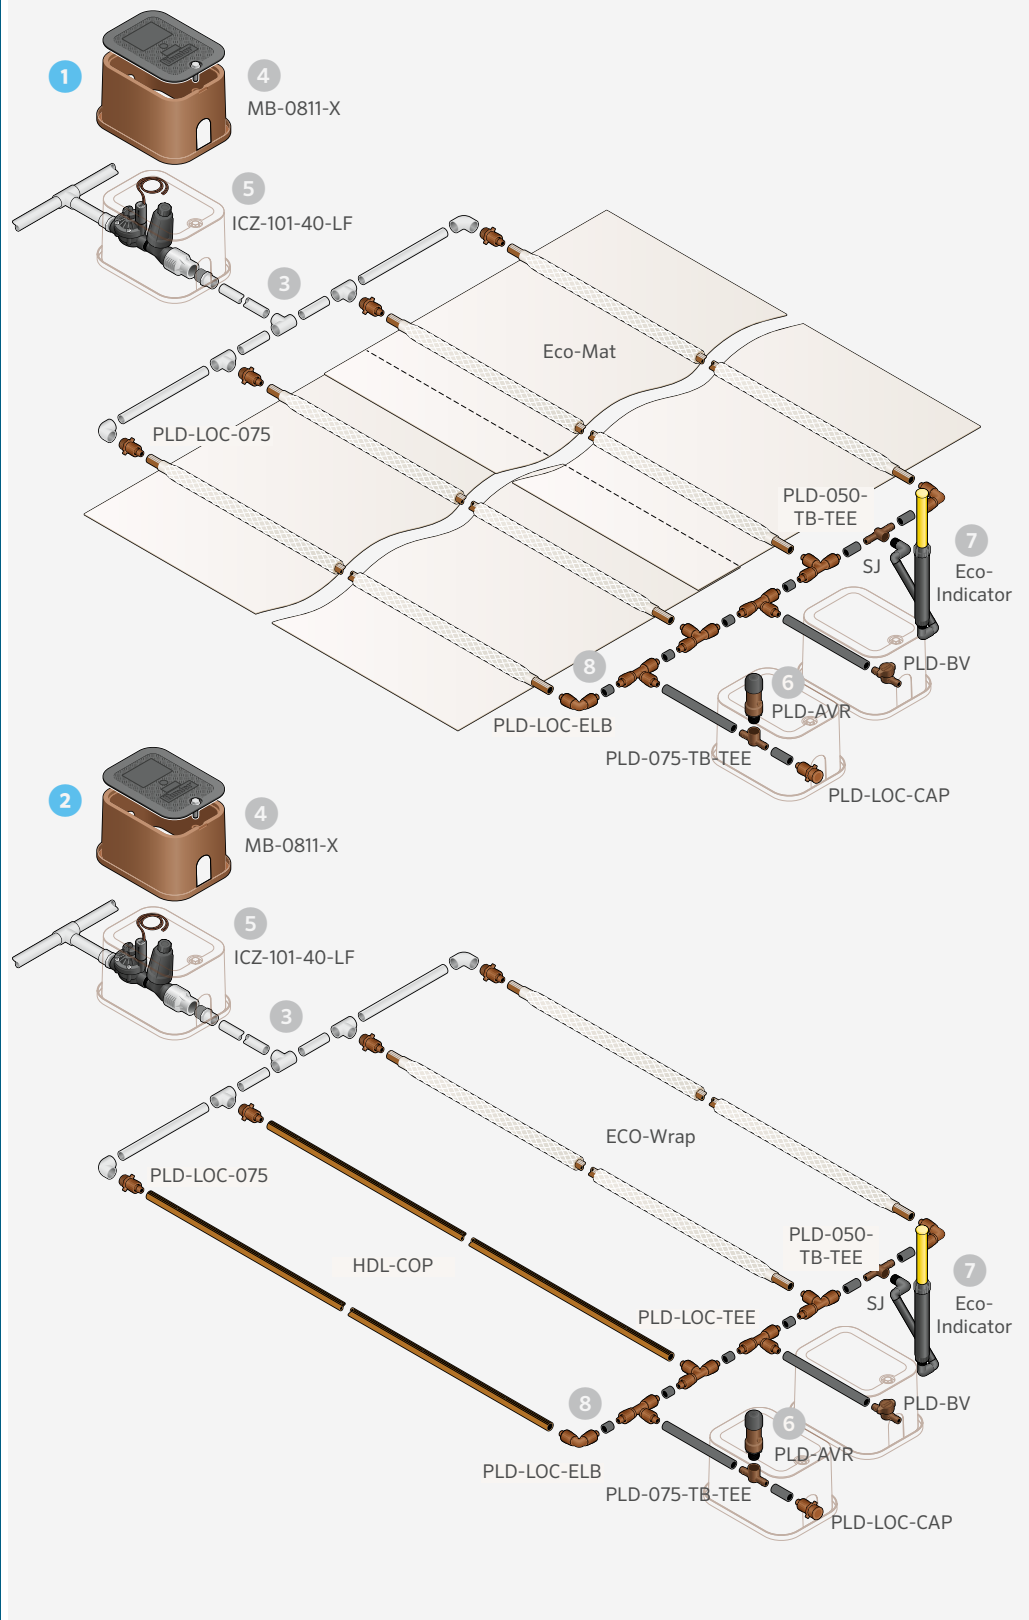 1
4
MB-0811-X
5
ICZ-101-40-LF
3
Eco-Mat
PLD-LOC-075
PLD-050-
TB-TEE
7
SJ
Eco-
Indicator
8
PLD-BV
6
PLD-AVR
PLD-LOC-ELB
PLD-075-TB-TEE
PLD-LOC-CAP
2
4
MB-0811-X
5
ICZ-101-40-LF
3
ECO-Wrap
PLD-LOC-075
PLD-050-
TB-TEE
HDL-COP
7
SJ
Eco-
Indicator
PLD-LOC-TEE
8
PLD-BV
6
PLD-AVR
PLD-LOC-ELB
PLD-075-TB-TEE
PLD-LOC-CAP